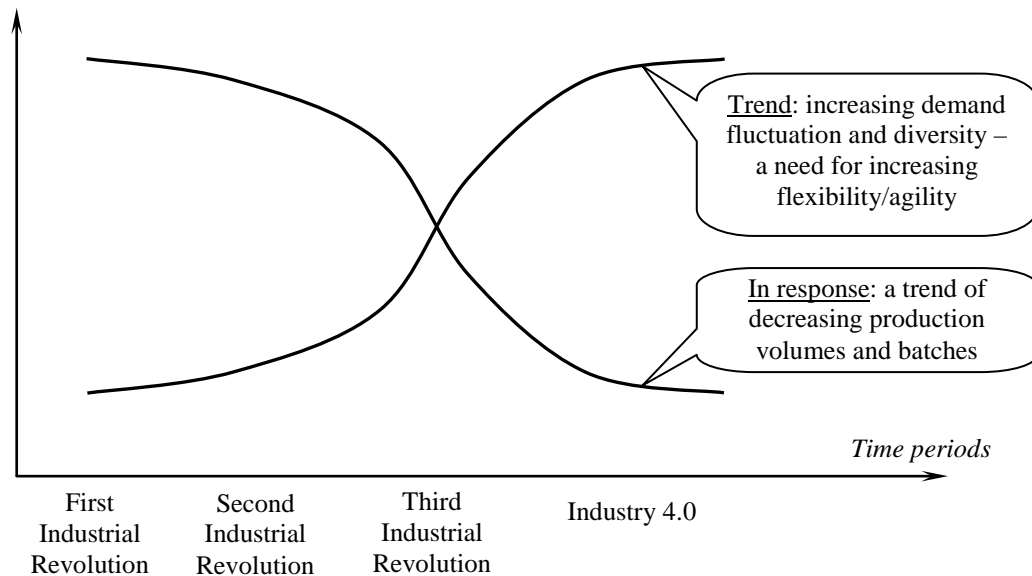 Trend: increasing demand
fluctuation and diversity –
a need for increasing
flexibility/agility
In response: a trend of
decreasing production
volumes and batches
Time periods
First
Industrial
Revolution
Second
Industrial
Revolution
Third
Industrial
Revolution
Industry 4.0